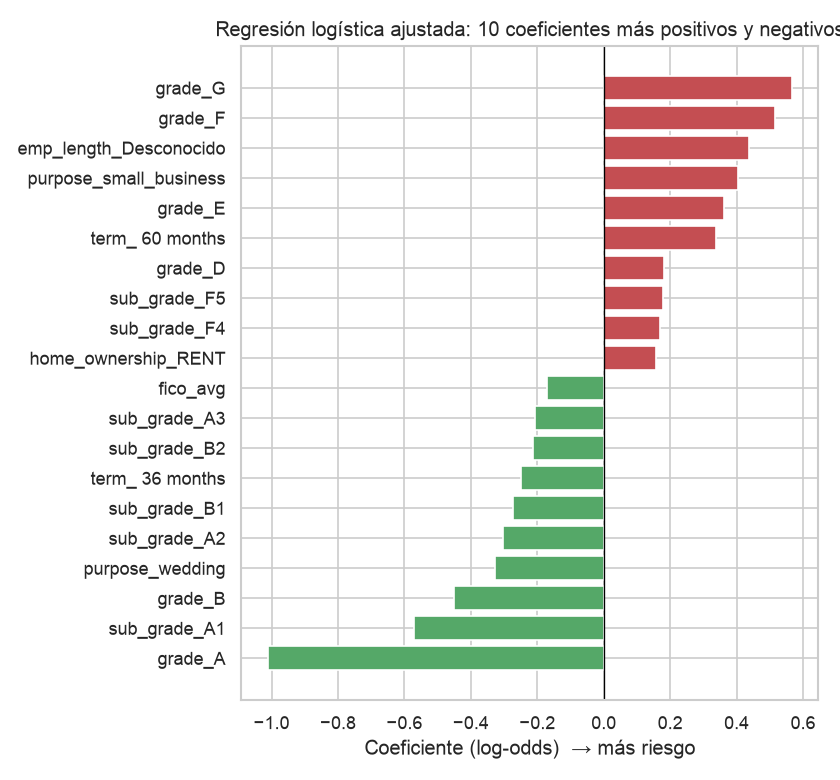 Regresión logística ajustada: 10 coeficientes más positivos y negativos
grade_G
grade_F
emp_length_Desconocido
purpose_small_business
grade_E
term_ 60 months
grade_D
sub_grade_F5
sub_grade_F4
home_ownership_RENT
fico_avg
sub_grade_A3
sub_grade_B2
term_ 36 months
sub_grade_B1
sub_grade_A2
purpose_wedding
grade_B
sub_grade_A1
grade_A
−1.0 −0.8 −0.6 −0.4 −0.2 0.0 0.2 0.4 0.6
Coeficiente (log-odds) → más riesgo